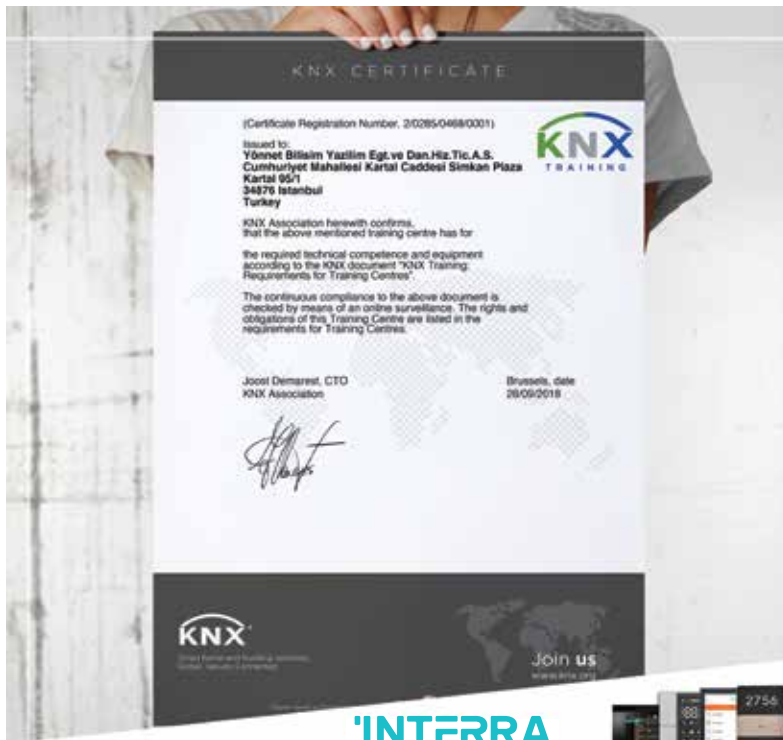 KNX CERTIFICATE
(Certificate Registration Number, 2/0285/0468/0001)
KNX
TRAINING
Issued to:
Yönnet Bilisim Yazilim Egt.ve Dan.Hiz.Tic.A.S.
Cumhuriyet Mahallesi Kartal Caddesi Simkan Plaza
Kartal 95/1
34876 Istanbul
Turkey
KNX Association herewith confirms,
that the above mentioned training centre has for
the required technical competence and equipment
according to the KNX document "KNX Training:
Requirements for Training Centres".
The continuous compliance to the above document is
checked by means of an online surveillance. The rights and
obligations of this Training Centre are listed in the
requirements for Training Centres.
Joost Demarest, CTO
KNX Association
Brussels, date
28/09/2018
KNX
Join us
www.knx.org
INTERRA
2756